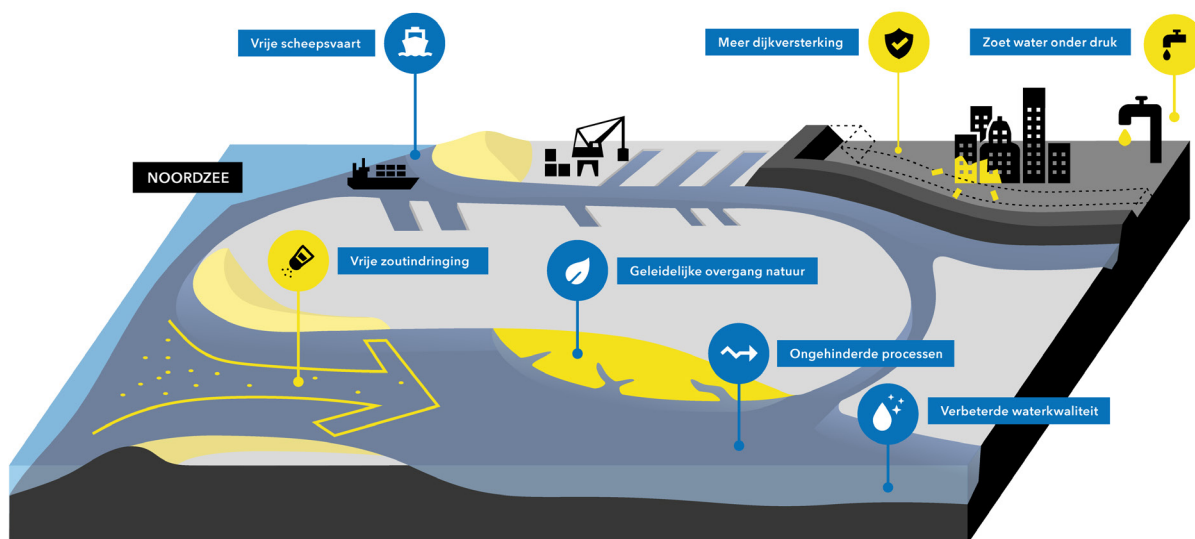 Vrije scheepsvaart
Meer dijkversterking
Zoet water onder druk
NOORDZEE
Vrije zoutindringing
Geleidelijke overgang natuur
Ongehinderde processen
Verbeterde waterkwaliteit